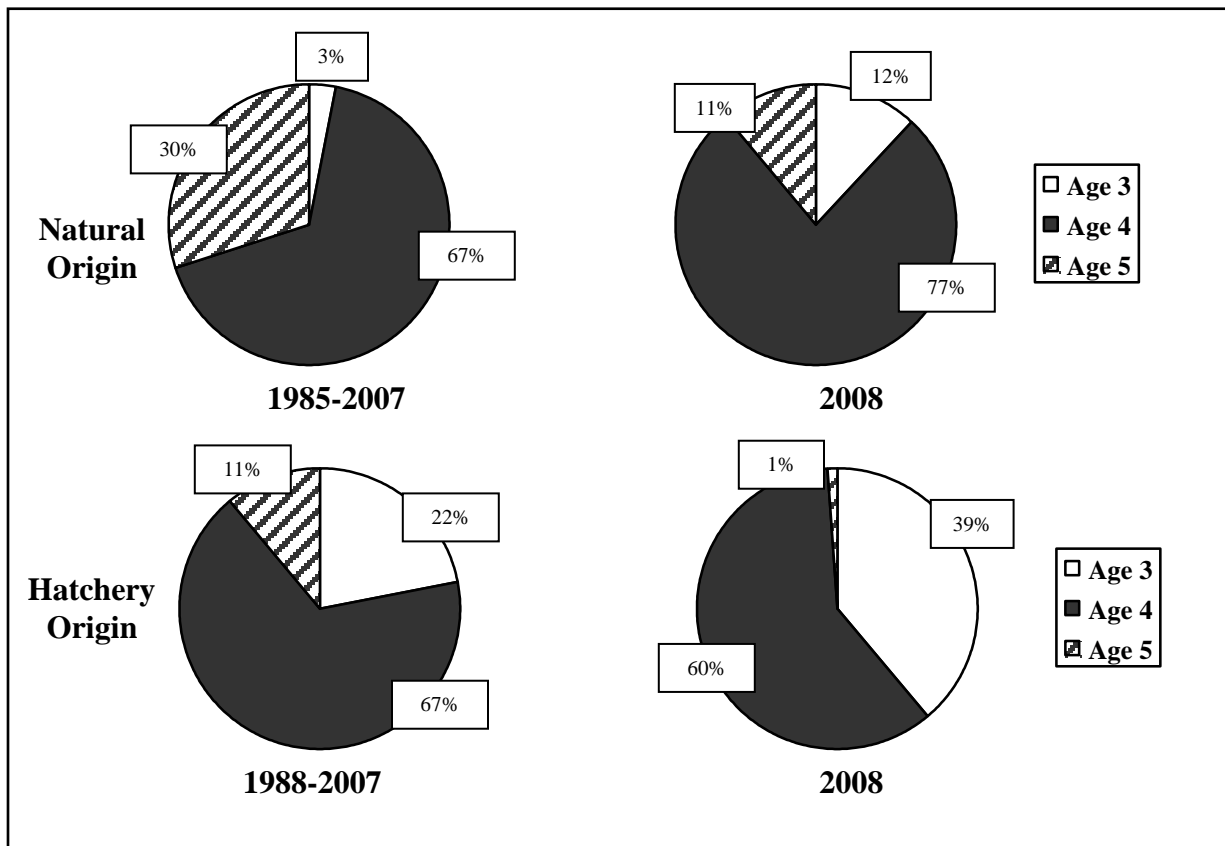 3%
12%
11%
30%
Age 3
Age 4
Age 5
Natural
Origin
67%
77%
1985-2007
2008
11%
1%
22%
39%
Hatchery
Origin
Age 3
Age 4
Age 5
60%
67%
1988-2007
2008